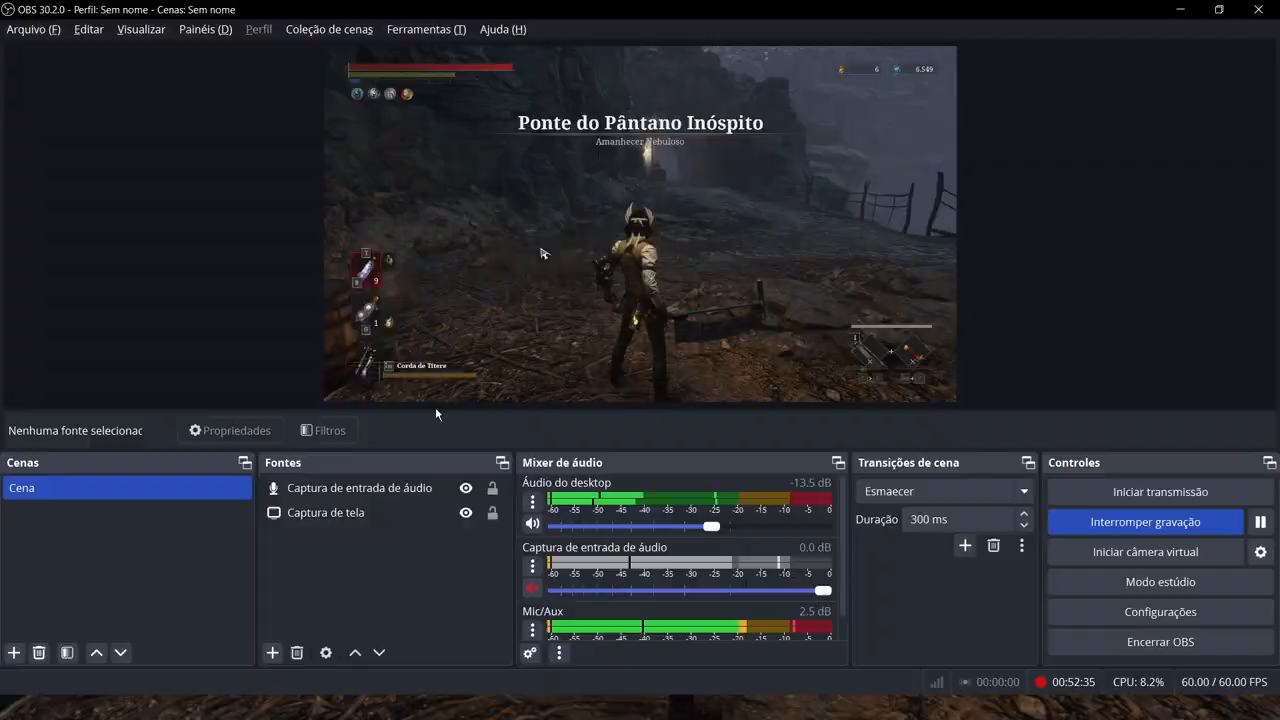 OBS 30.2.0 - Perfil: Sem nome - Cenas: Sem nome
Arquivo (F) Editar Visualizar Painéis (D) Perfil Coleção de cenas Ferramentas (T) Ajuda (H)
6 6.549
Ponte do Pântano Inóspito
Amanhecer Nebuloso
9
1
Corda de Títere
Nenhuma fonte selecionac Propriedades Filtros
Cenas
Cena
Fontes
Captura de entrada de áudio
Captura de tela
Mixer de áudio
Áudio do desktop -13.5 dB
-60 -55 -50 -45 -40 -35 -30 -25 -20 -15 -10 -5 0
Captura de entrada de áudio 0.0 dB
-60 -55 -50 -45 -40 -35 -30 -25 -20 -15 -10 -5 0
Mic/Aux 2.5 dB
-60 -55 -50 -45 -40 -35 -30 -25 -20 -15 -10 -5 0
Transições de cena
Esmaecer
Duração 300 ms
Controles
Iniciar transmissão
Interromper gravação
Iniciar câmera virtual
Modo estúdio
Configurações
Encerrar OBS
00:00:00 00:52:35 CPU: 8.2% 60.00 / 60.00 FPS